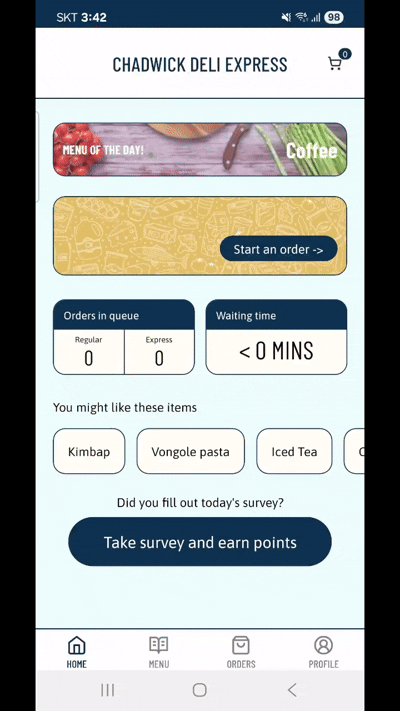 SKT 3:42
98
CHADWICK DELI EXPRESS
0
MENU OF THE DAY!
Coffee
Start an order ->
Orders in queue
Waiting time
Regular
Express
0
0
< 0 MINS
You might like these items
Kimbap
Vongole pasta
Iced Tea
Did you fill out today's survey?
Take survey and earn points
HOME
MENU
ORDERS
PROFILE